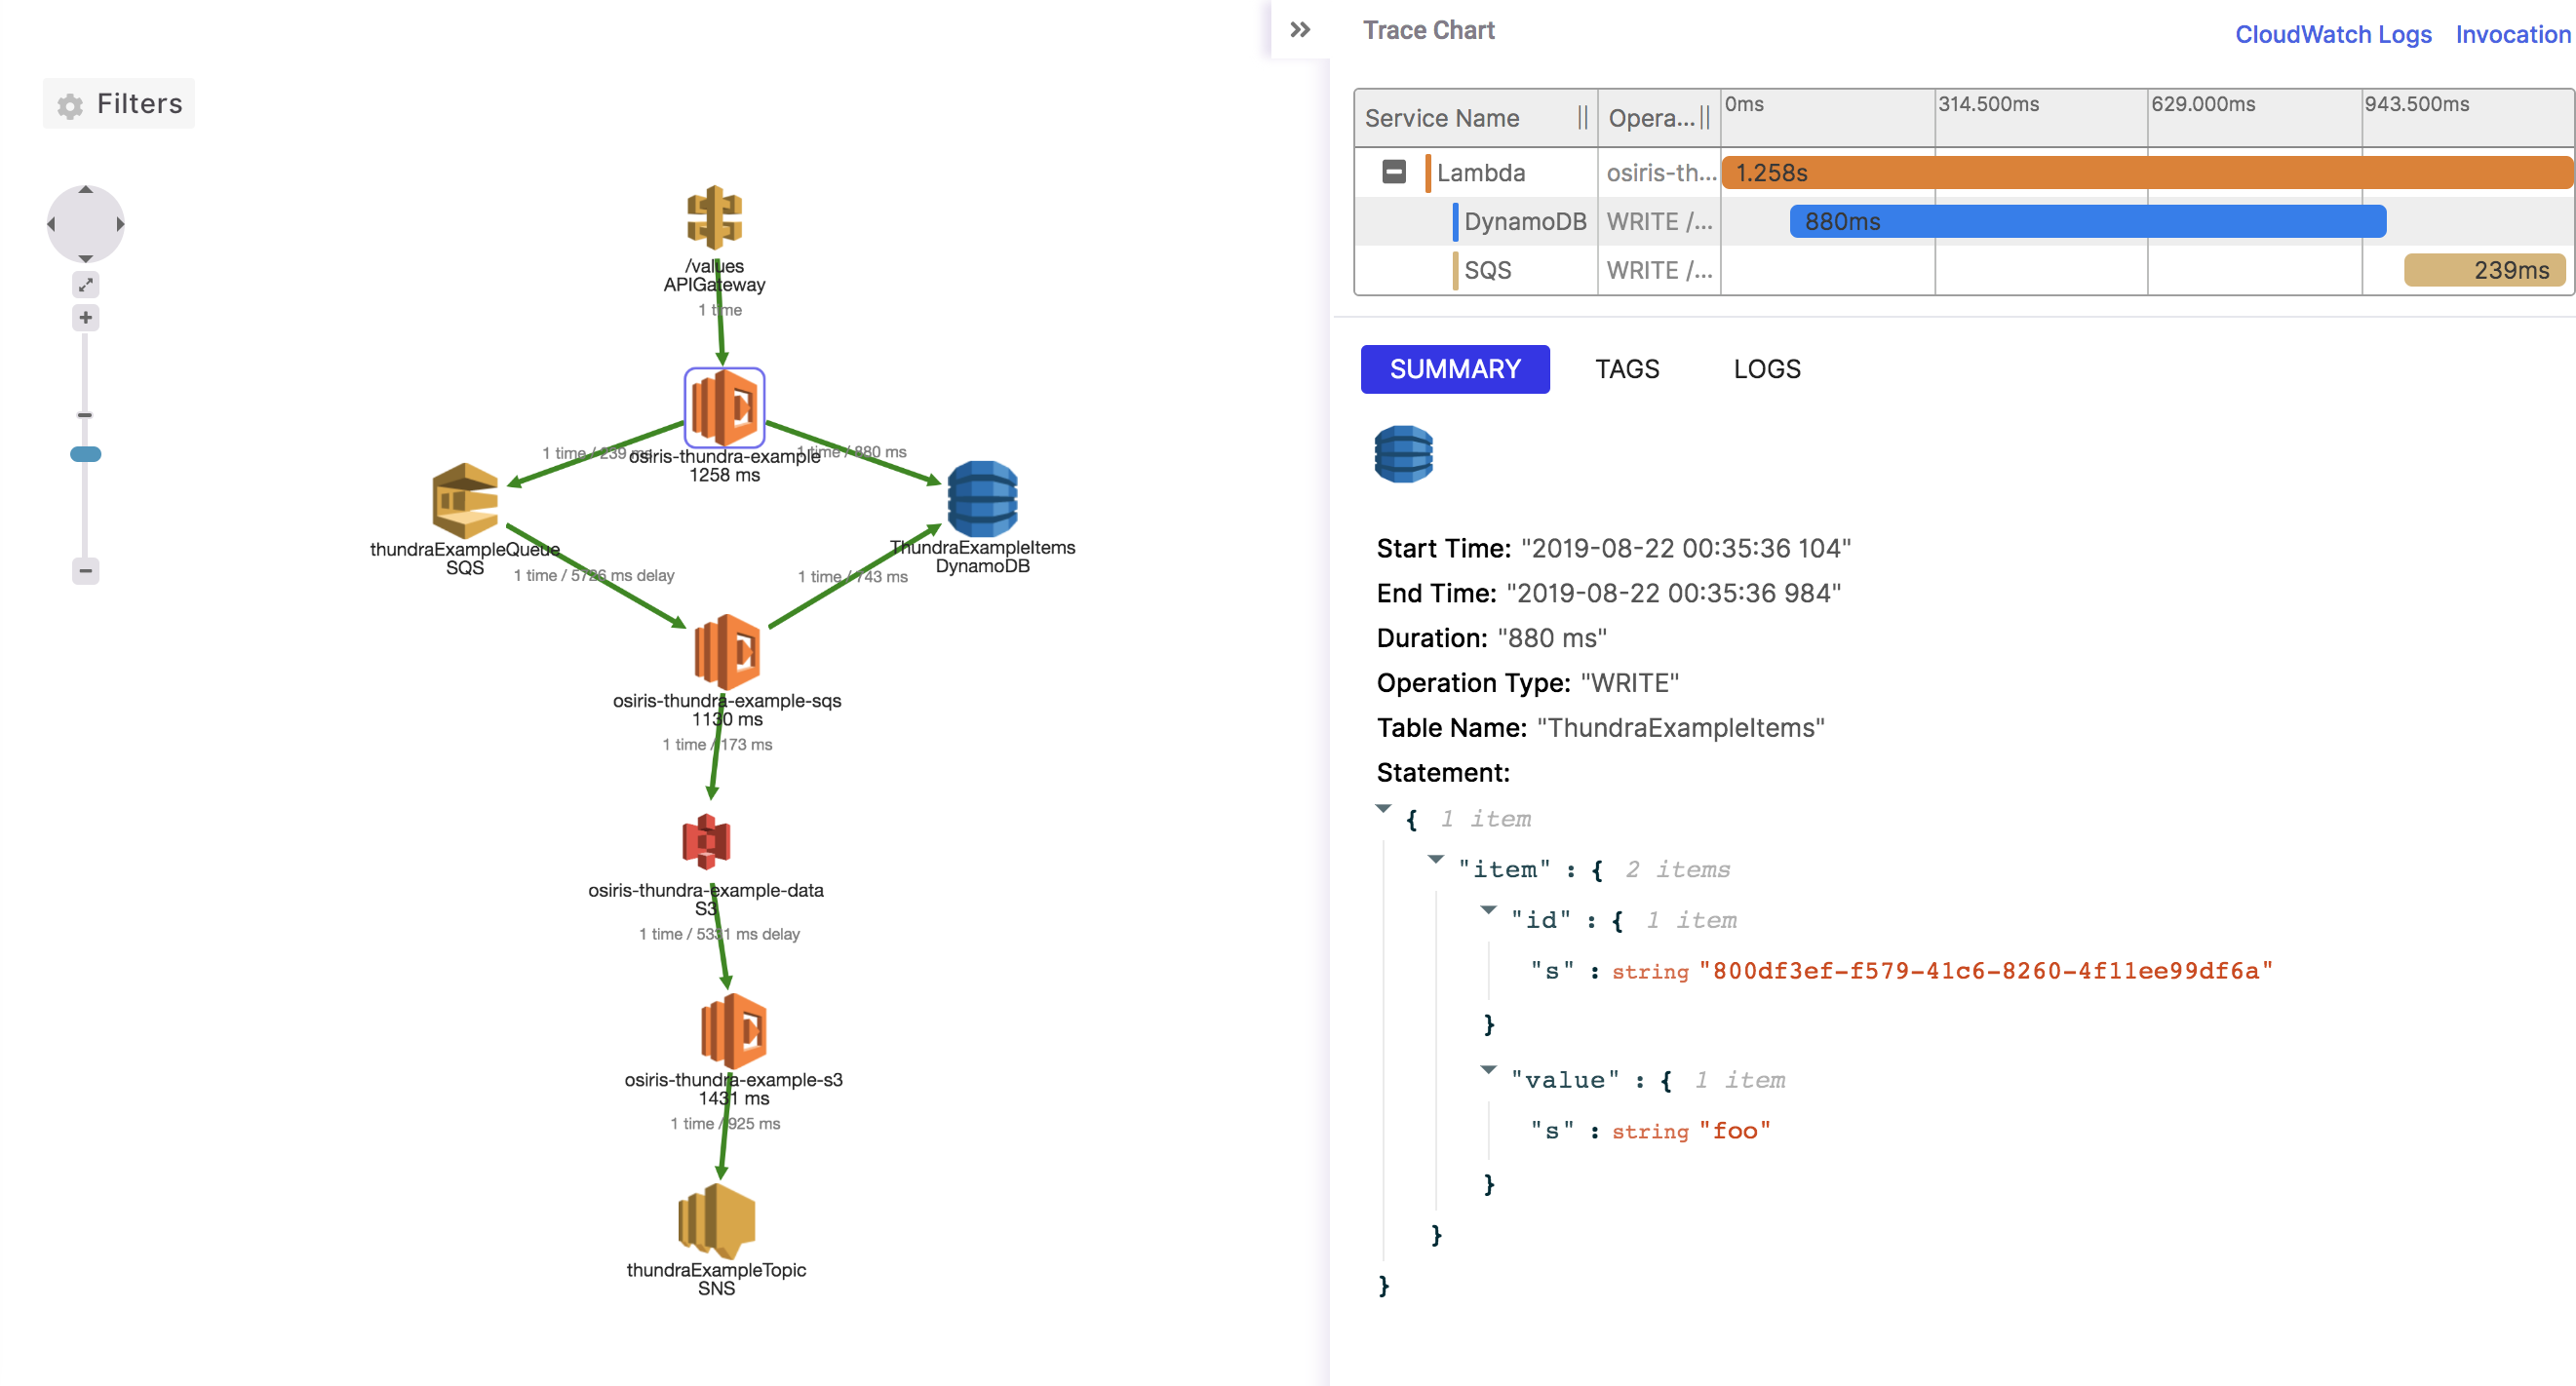 Filters
/values
APIGateway
1 time
osiris-thundra-example
1258 ms
1 time / 239 ms
1 time / 880 ms
thundraExampleQueue
SQS
ThundraExampleItems
DynamoDB
1 time / 5726 ms delay
1 time / 743 ms
osiris-thundra-example-sqs
1130 ms
1 time / 173 ms
osiris-thundra-example-data
S3
1 time / 5331 ms delay
osiris-thundra-example-s3
1431 ms
1 time / 925 ms
thundraExampleTopic
SNS
Trace Chart
CloudWatch Logs Invocation
Service Name || Opera... || 0ms 314.500ms 629.000ms 943.500ms
Lambda osiris-th... 1.258s
DynamoDB WRITE /... 880ms
SQS WRITE /... 239ms
SUMMARY TAGS LOGS
Start Time: "2019-08-22 00:35:36 104"
End Time: "2019-08-22 00:35:36 984"
Duration: "880 ms"
Operation Type: "WRITE"
Table Name: "ThundraExampleItems"
Statement:
{ 1 item
"item" : { 2 items
"id" : { 1 item
"s" : string "800df3ef-f579-41c6-8260-4f11ee99df6a"
}
"value" : { 1 item
"s" : string "foo"
}
}
}